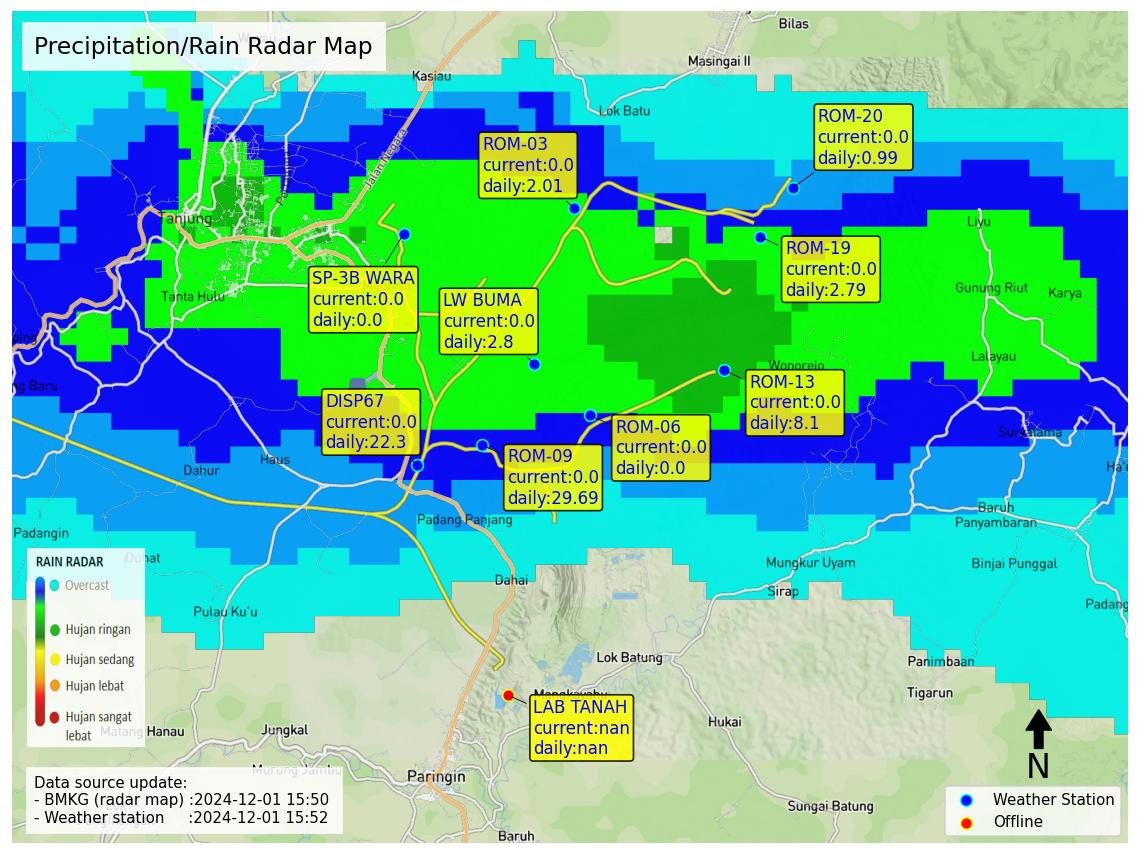 Precipitation/Rain Radar Map
Bilas
Masingai II
Kasiau
Lok Batu
ROM-20
current:0.0
daily:0.99
ROM-03
current:0.0
daily:2.01
Jalan Negara
Tanjung
Liyu
ROM-19
current:0.0
daily:2.79
SP-3B WARA
current:0.0
daily:0.0
LW BUMA
current:0.0
daily:2.8
Tanta Hulu
Gunung Riut
Karya
Lalayau
Wonorejo
ng Baru
ROM-13
current:0.0
daily:8.1
DISP67
current:0.0
daily:22.3
ROM-06
current:0.0
daily:0.0
Suryatama
ROM-09
current:0.0
daily:29.69
Haus
Dahur
Ha'u
Baruh
Panyambaran
Padang Panjang
Padangin
RAIN RADAR
Overcast
Hujan ringan
Hujan sedang
Hujan lebat
Hujan sangat
lebat
Mungkur Uyam
Binjai Punggal
Dahai
Sirap
Padang
Pulau Ku'u
Lok Batung
Panimbaan
Tigarun
Mangkayahu
LAB TANAH
current:nan
daily:nan
Hukai
Matang Hanau
Jungkal
Murung Jambu
Paringin
N
Data source update:
- BMKG (radar map) :2024-12-01 15:50
- Weather station :2024-12-01 15:52
Sungai Batung
Baruh
Weather Station
Offline